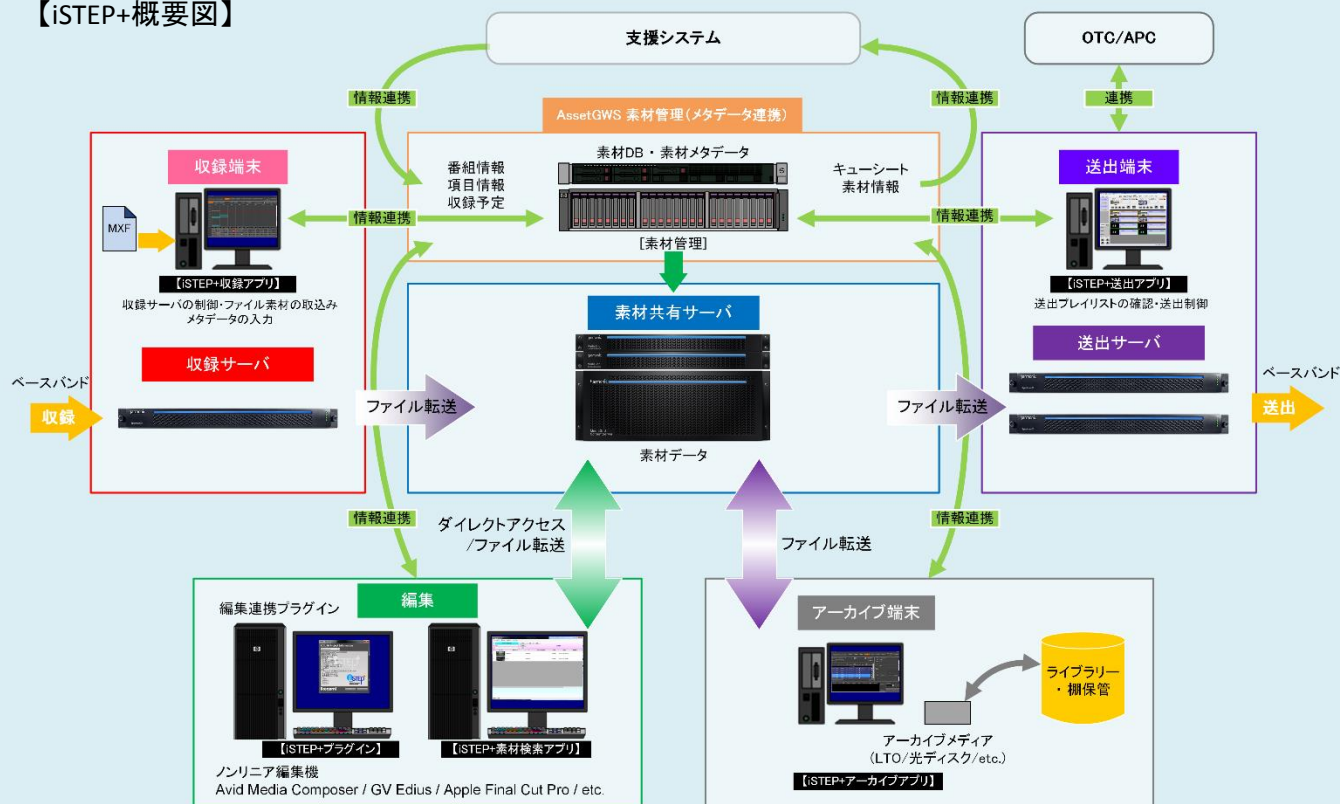 【iSTEP+概要図】
支援システム
OTC/APC
情報連携
情報連携
連携
AssetGWS 素材管理(メタデータ連携)
素材DB・素材メタデータ
番組情報
項目情報
収録予定
キューシート
素材情報
[素材管理]
収録端末
MXF
【iSTEP+収録アプリ】
収録サーバの制御・ファイル素材の取込み
メタデータの入力
収録サーバ
ベースバンド
収録
情報連携
情報連携
送出端末
【iSTEP+送出アプリ】
送出プレイリストの確認・送出制御
送出サーバ
ベースバンド
送出
素材共有サーバ
ファイル転送
ファイル転送
素材データ
情報連携
ダイレクトアクセス
/ファイル転送
ファイル転送
情報連携
編集
編集連携プラグイン
【iSTEP+プラグイン】
【iSTEP+素材検索アプリ】
ノンリニア編集機
Avid Media Composer / GV Edius / Apple Final Cut Pro / etc.
アーカイブ端末
ライブラリー
・棚保管
アーカイブメディア
(LTO/光ディスク/etc.)
【iSTEP+アーカイブアプリ】